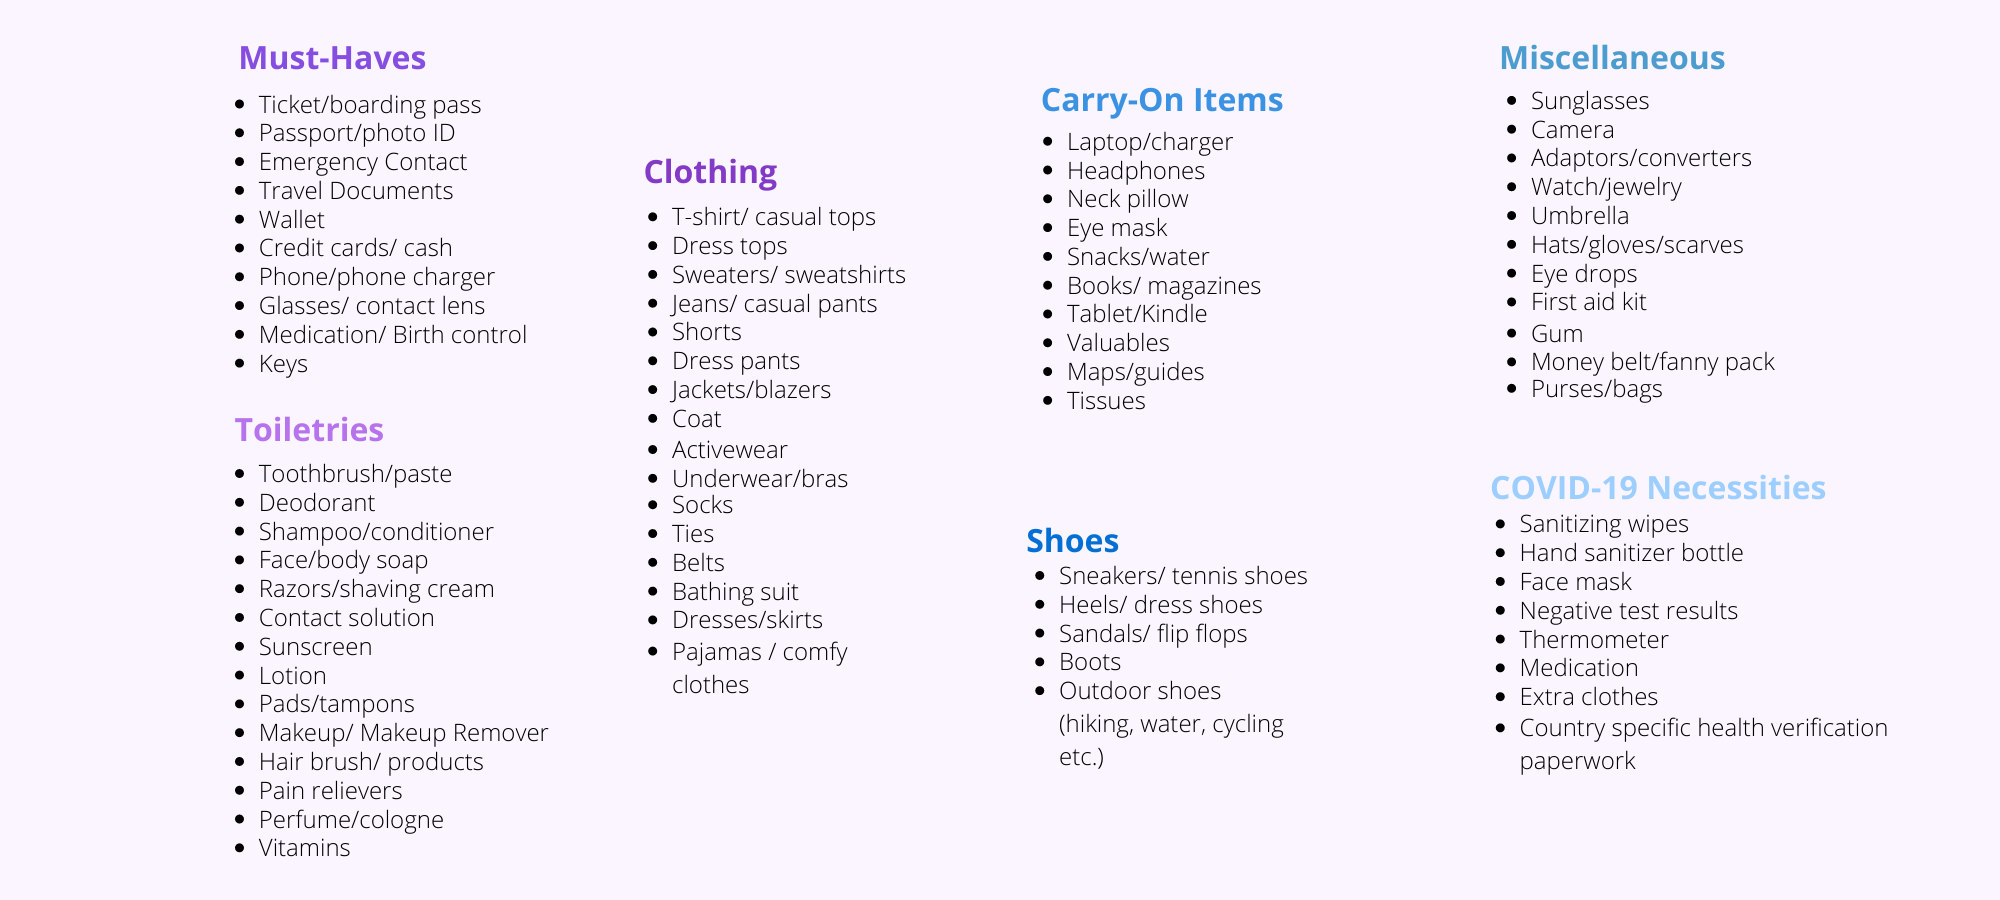 Must-Haves
Ticket/boarding pass
Passport/photo ID
Emergency Contact
Travel Documents
Wallet
Credit cards/ cash
Phone/phone charger
Glasses/ contact lens
Medication/ Birth control
Keys
Toiletries
Toothbrush/paste
Deodorant
Shampoo/conditioner
Face/body soap
Razors/shaving cream
Contact solution
Sunscreen
Lotion
Pads/tampons
Makeup/ Makeup Remover
Hair brush/ products
Pain relievers
Perfume/cologne
Vitamins
Clothing
T-shirt/ casual tops
Dress tops
Sweaters/ sweatshirts
Jeans/ casual pants
Shorts
Dress pants
Jackets/blazers
Coat
Activewear
Underwear/bras
Socks
Ties
Belts
Bathing suit
Dresses/skirts
Pajamas / comfy
clothes
Carry-On Items
Laptop/charger
Headphones
Neck pillow
Eye mask
Snacks/water
Books/ magazines
Tablet/Kindle
Valuables
Maps/guides
Tissues
Shoes
Sneakers/ tennis shoes
Heels/ dress shoes
Sandals/ flip flops
Boots
Outdoor shoes
(hiking, water, cycling
etc.)
Miscellaneous
Sunglasses
Camera
Adaptors/converters
Watch/jewelry
Umbrella
Hats/gloves/scarves
Eye drops
First aid kit
Gum
Money belt/fanny pack
Purses/bags
COVID-19 Necessities
Sanitizing wipes
Hand sanitizer bottle
Face mask
Negative test results
Thermometer
Medication
Extra clothes
Country specific health verification
paperwork